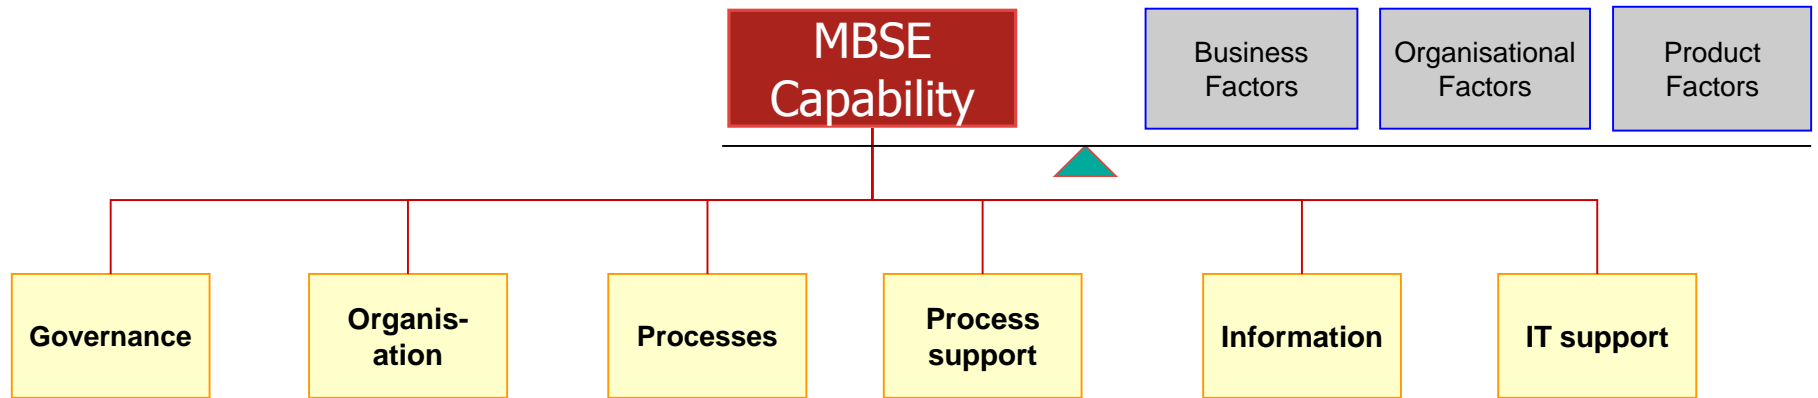 MBSE
Capability
Business
Factors
Organisational
Factors
Product
Factors
Governance
Organis-
ation
Processes
Process
support
Information
IT support